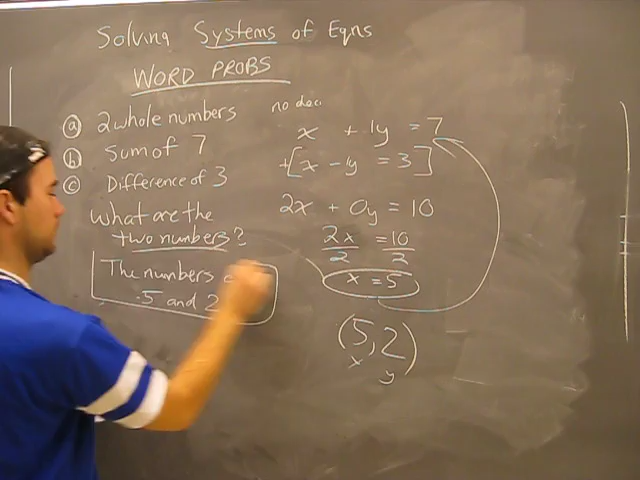 Solving Systems of Eqns
WORD PROBS
(a) 2 whole numbers
(b) Sum of 7
(c) Difference of 3
What are the
two numbers?
The numbers
5 and 2
no dec.
x + 1y = 7
+[x - 1y = 3]
2x + 0y = 10
2x = 10
2 2
x = 5
(5, 2)
x y